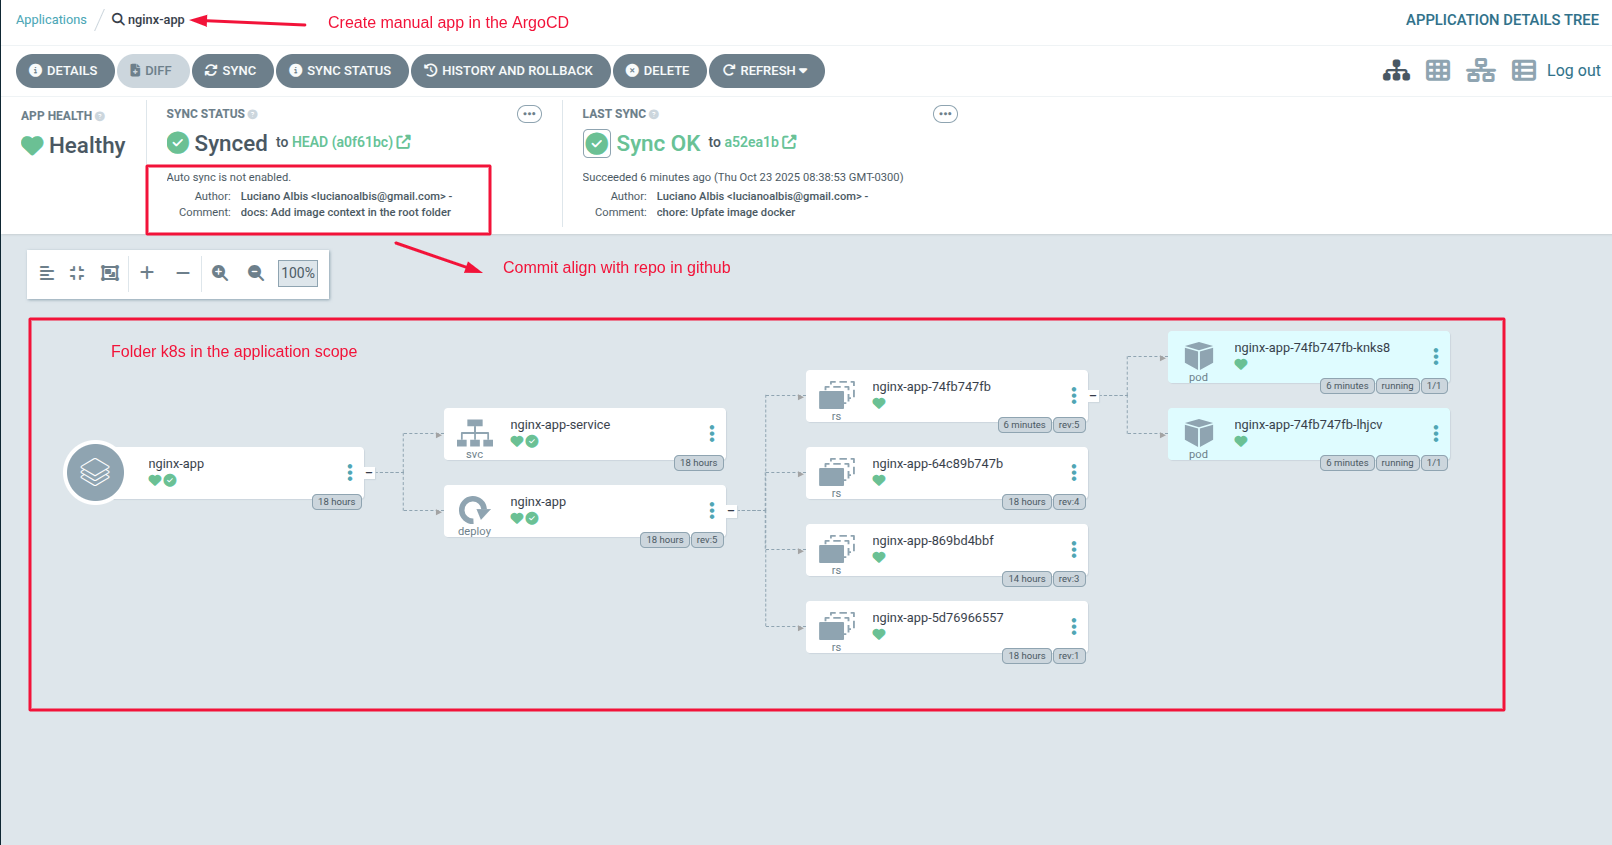 Applications / nginx-app
Create manual app in the ArgoCD
APPLICATION DETAILS TREE
DETAILS
DIFF
SYNC
SYNC STATUS
HISTORY AND ROLLBACK
DELETE
REFRESH
Log out
APP HEALTH
Healthy
SYNC STATUS
Synced to HEAD (a0f61bc)
Auto sync is not enabled.
Author: Luciano Albis <lucianoalbis@gmail.com> -
Comment: docs: Add image context in the root folder
LAST SYNC
Sync OK to a52ea1b
Succeeded 6 minutes ago (Thu Oct 23 2025 08:38:53 GMT-0300)
Author: Luciano Albis <lucianoalbis@gmail.com> -
Comment: chore: Upfate image docker
100%
Commit align with repo in github
Folder k8s in the application scope
nginx-app
18 hours
nginx-app-service
svc
18 hours
nginx-app
deploy
18 hours
rev:5
nginx-app-74fb747fb
rs
6 minutes
rev:5
nginx-app-64c89b747b
rs
18 hours
rev:4
nginx-app-869bd4bbf
rs
14 hours
rev:3
nginx-app-5d76966557
rs
18 hours
rev:1
nginx-app-74fb747fb-knks8
pod
6 minutes
running
1/1
nginx-app-74fb747fb-lhjcv
pod
6 minutes
running
1/1